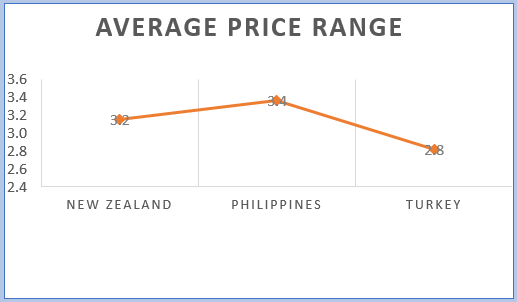 AVERAGE PRICE RANGE
3.6
3.4
3.2
3.0
2.8
2.6
2.4
3.2
3.4
2.8
NEW ZEALAND
PHILIPPINES
TURKEY